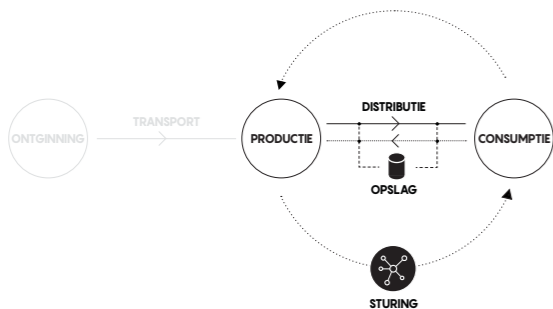 DISTRIBUTIE
TRANSPORT
ONTGINNING
PRODUCTIE
CONSUMPTIE
OPSLAG
STURING